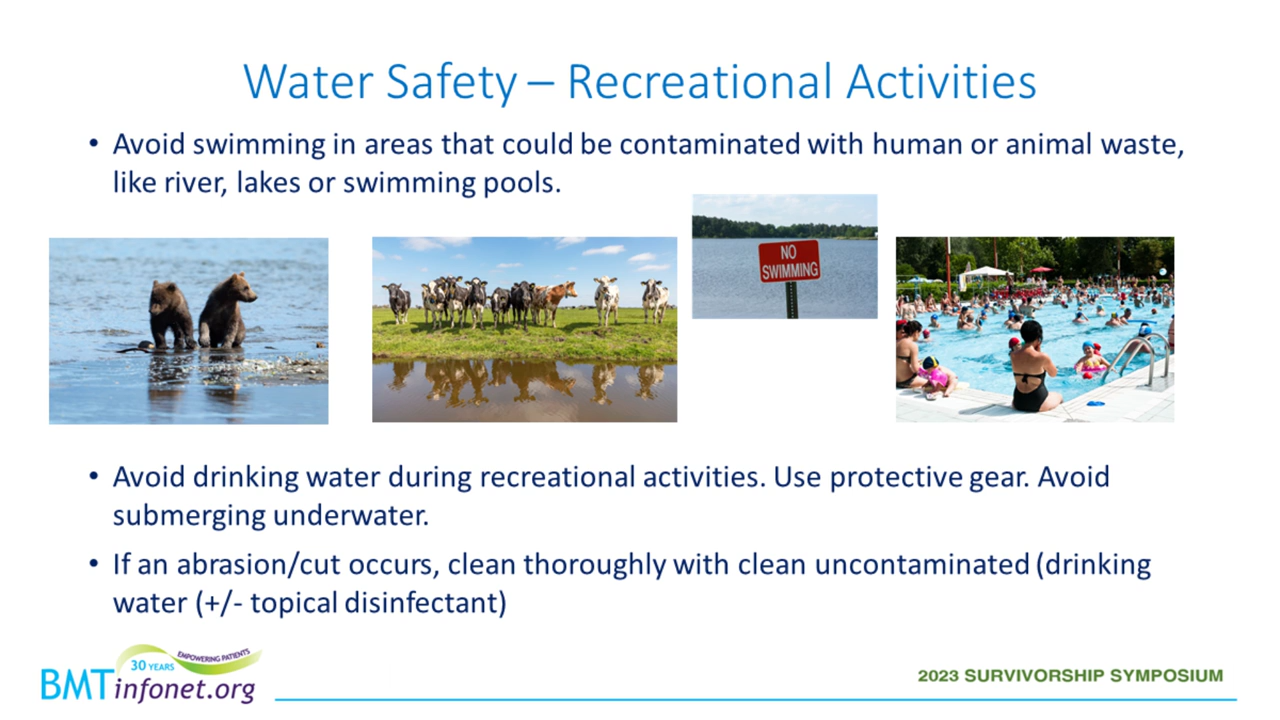 Water Safety – Recreational Activities
• Avoid swimming in areas that could be contaminated with human or animal waste,
like river, lakes or swimming pools.
NO
SWIMMING
• Avoid drinking water during recreational activities. Use protective gear. Avoid
submerging underwater.
• If an abrasion/cut occurs, clean thoroughly with clean uncontaminated (drinking
water (+/- topical disinfectant)
30 YEARS
EMPOWERING PATIENTS
BMTinfonet.org
2023 SURVIVORSHIP SYMPOSIUM